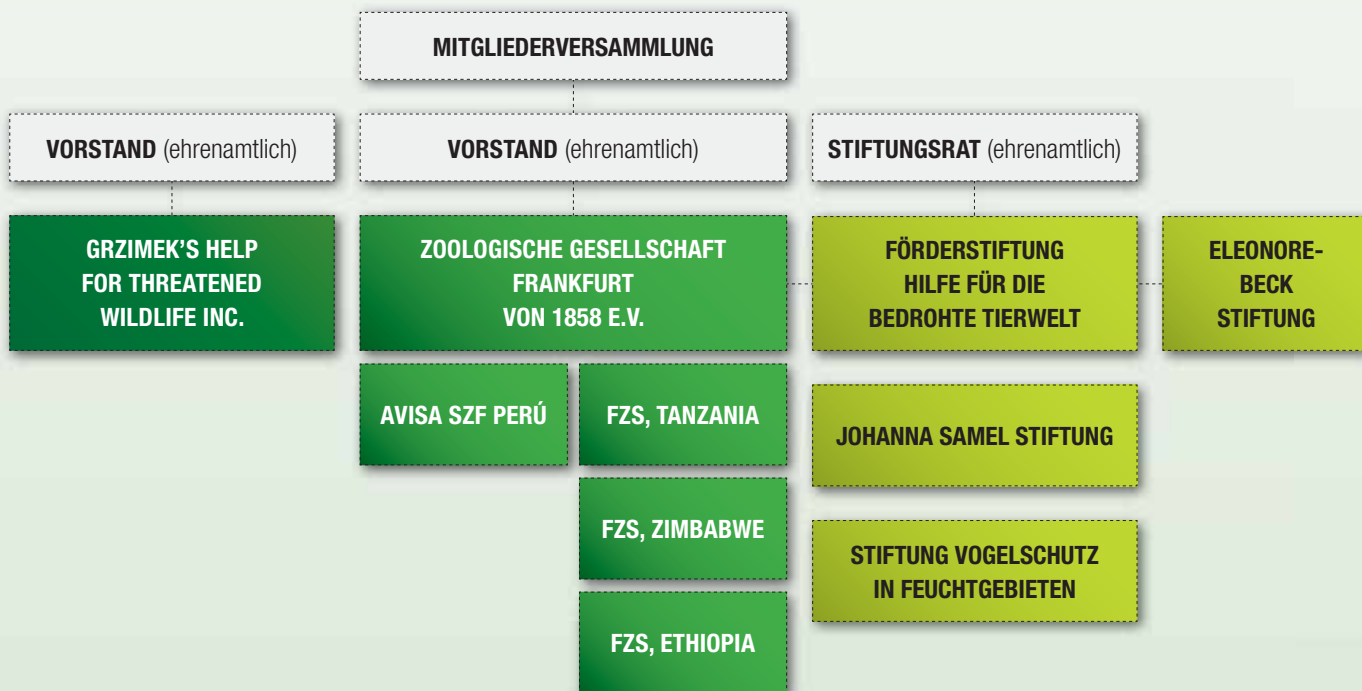 MITGLIEDERVERSAMMLUNG
VORSTAND (ehrenamtlich)
VORSTAND (ehrenamtlich)
STIFTUNGSRAT (ehrenamtlich)
GRZIMEK'S HELP
FOR THREATENED
WILDLIFE INC.
ZOOLOGISCHE GESELLSCHAFT
FRANKFURT
VON 1858 E.V.
FÖRDERSTIFTUNG
HILFE FÜR DIE
BEDROHTE TIERWELT
ELEONORE-
BECK
STIFTUNG
AVISA SZF PERÚ
FZS, TANZANIA
JOHANNA SAMEL STIFTUNG
FZS, ZIMBABWE
STIFTUNG VOGELSCHUTZ
IN FEUCHTGEBIETEN
FZS, ETHIOPIA